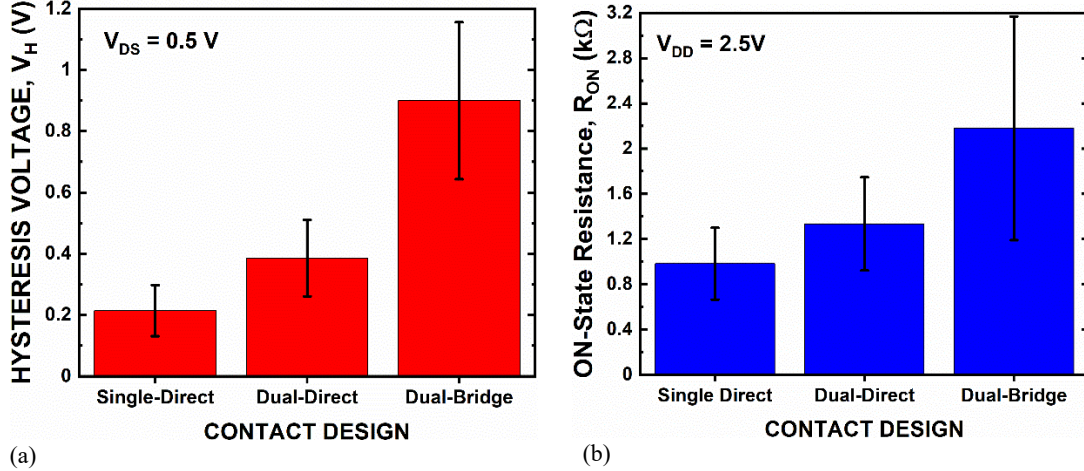 HYSTERESIS VOLTAGE, V_H (V)
1.2
1
0.8
0.6
0.4
0.2
0
V_DS = 0.5 V
Single-Direct Dual-Direct Dual-Bridge
CONTACT DESIGN
(a)
ON-State Resistance, R_ON (kΩ)
3.2
2.8
2.4
2
1.6
1.2
0.8
0.4
0
V_DD = 2.5V
Single Direct Dual-Direct Dual-Bridge
CONTACT DESIGN
(b)